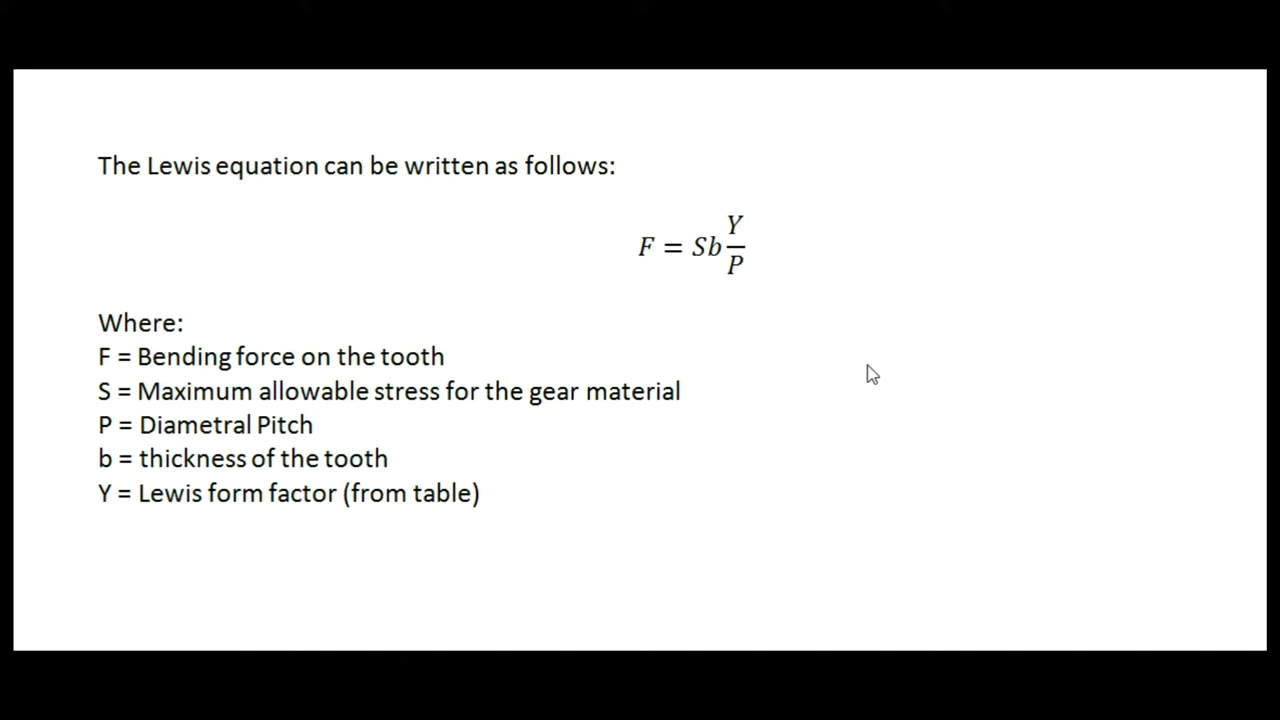 The Lewis equation can be written as follows:
F = Sb Y/P
Where:
F = Bending force on the tooth
S = Maximum allowable stress for the gear material
P = Diametral Pitch
b = thickness of the tooth
Y = Lewis form factor (from table)